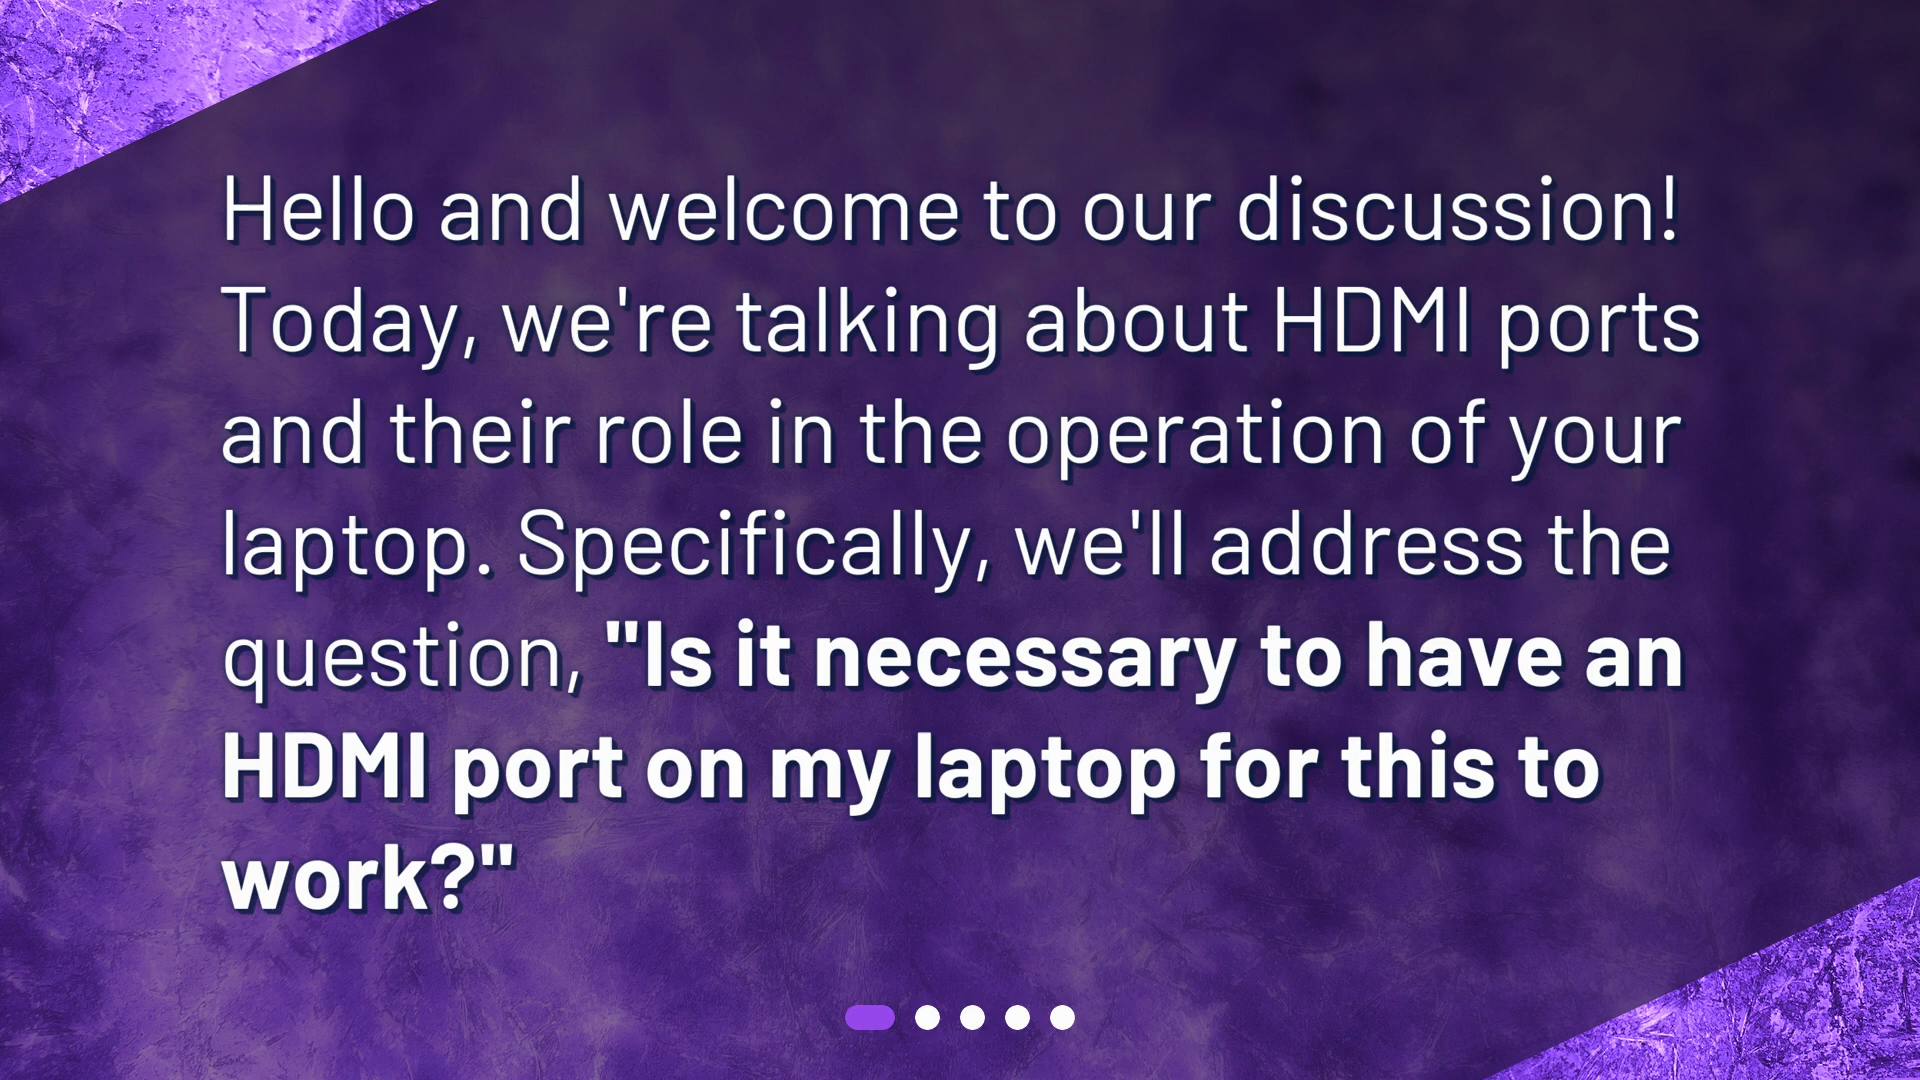 Hello and welcome to our discussion!
Today, we're talking about HDMI ports
and their role in the operation of your
laptop. Specifically, we'll address the
question, "Is it necessary to have an
HDMI port on my laptop for this to
work?"